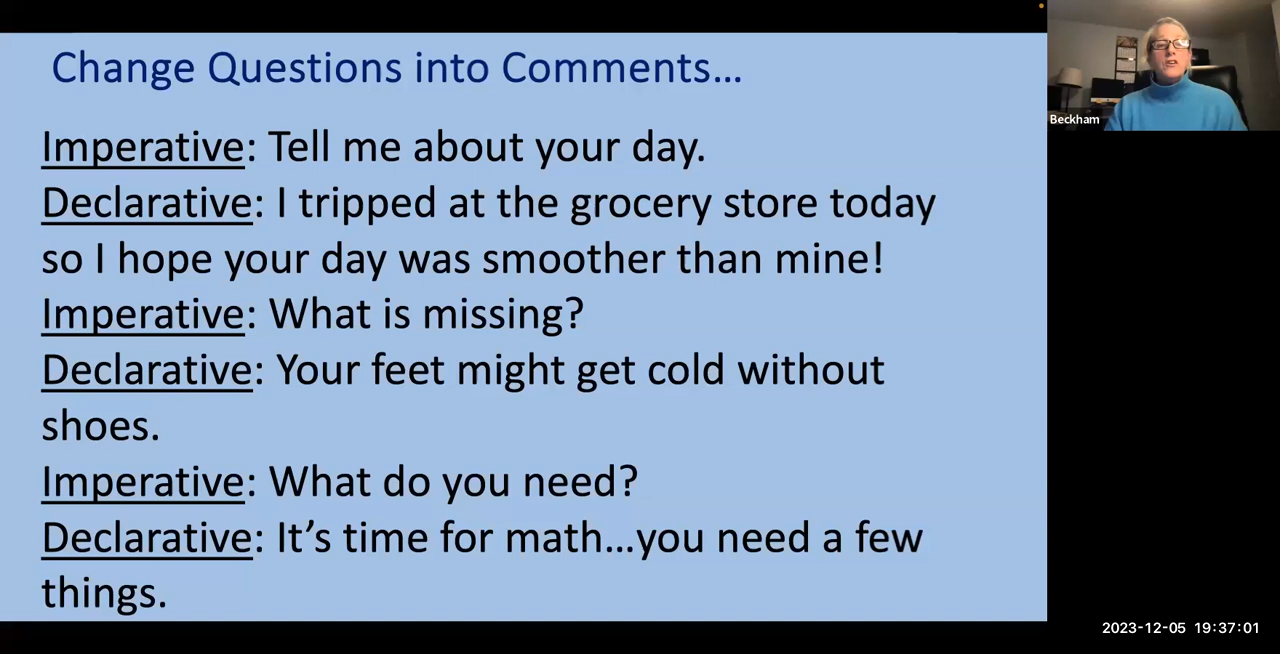 Change Questions into Comments…
Imperative: Tell me about your day.
Declarative: I tripped at the grocery store today
so I hope your day was smoother than mine!
Imperative: What is missing?
Declarative: Your feet might get cold without
shoes.
Imperative: What do you need?
Declarative: It’s time for math…you need a few
things.
Beckham
2023-12-05 19:37:01